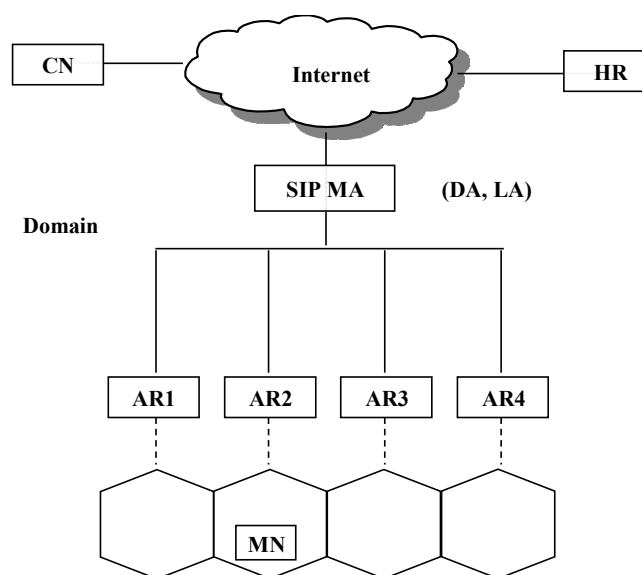 CN
Internet
HR
SIP MA
(DA, LA)
Domain
AR1
AR2
AR3
AR4
MN